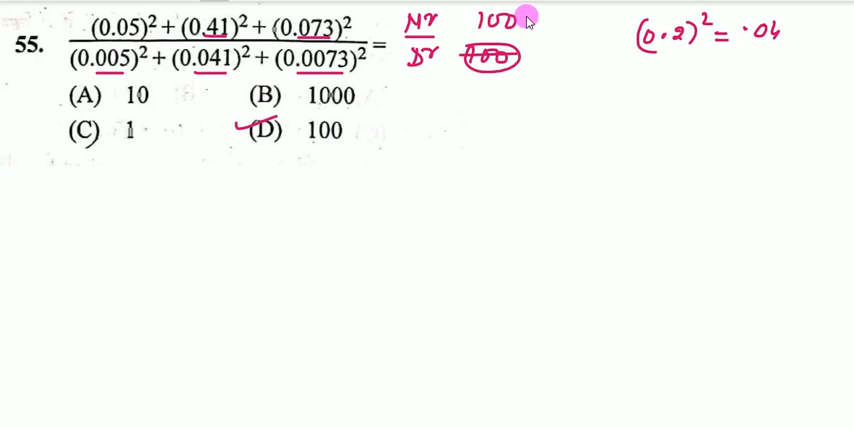 55. (0.05)² + (0.41)² + (0.073)² / (0.005)² + (0.041)² + (0.0073)² =
(A) 10 (B) 1000
(C) 1 (D) 100
Nr 100
Dr 100
(0.2)² = .04